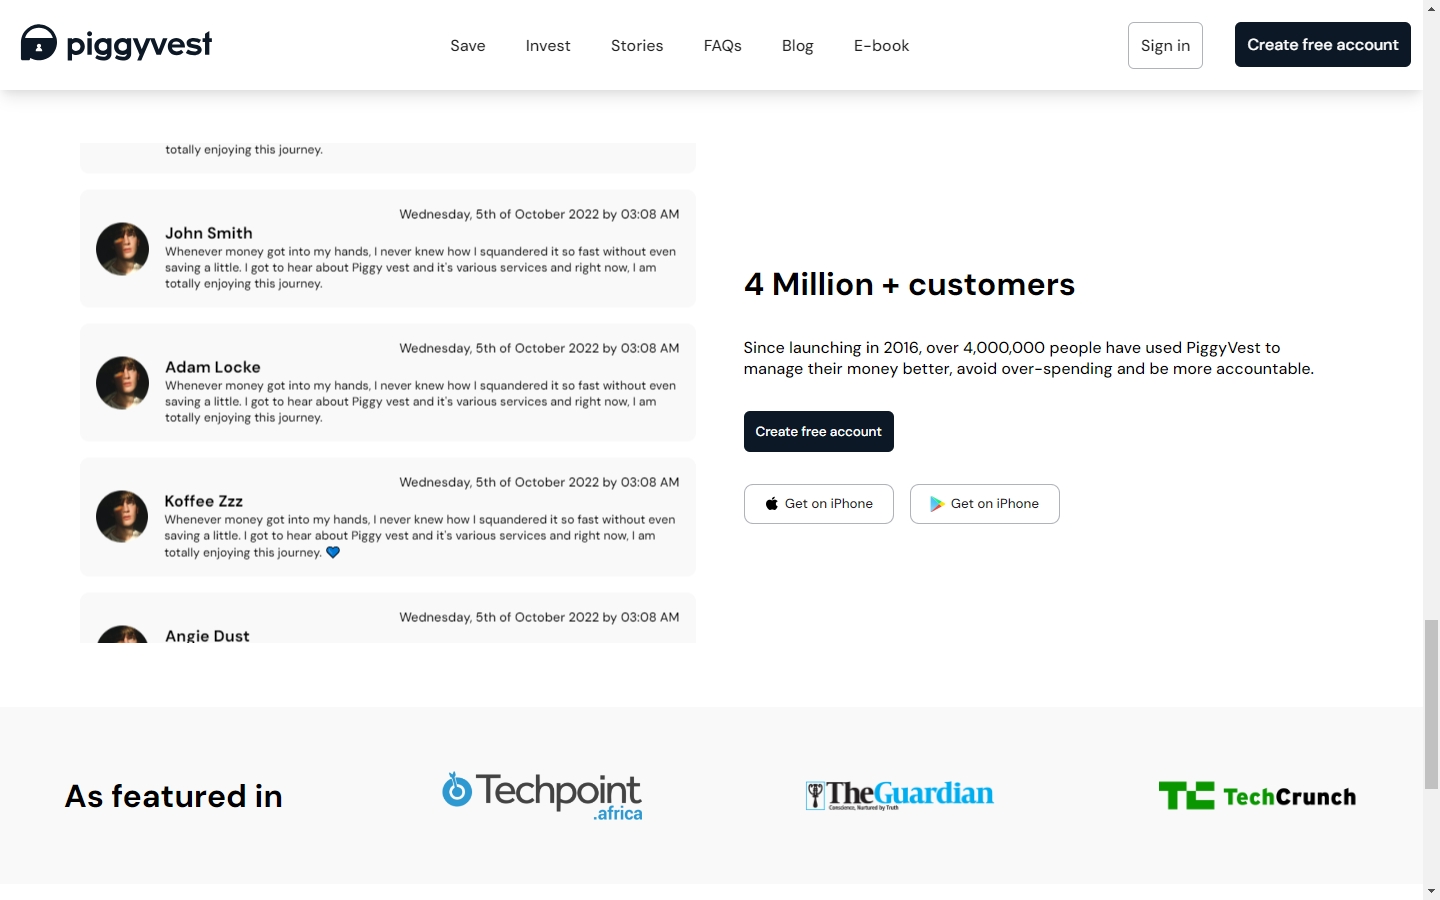 piggyvest
Save
Invest
Stories
FAQs
Blog
E-book
Sign in
Create free account
totally enjoying this journey.
Wednesday, 5th of October 2022 by 03:08 AM
John Smith
Whenever money got into my hands, I never knew how I squandered it so fast without even
saving a little. I got to hear about Piggy vest and it's various services and right now, I am
totally enjoying this journey.
Wednesday, 5th of October 2022 by 03:08 AM
Adam Locke
Whenever money got into my hands, I never knew how I squandered it so fast without even
saving a little. I got to hear about Piggy vest and it's various services and right now, I am
totally enjoying this journey.
Wednesday, 5th of October 2022 by 03:08 AM
Koffee Zzz
Whenever money got into my hands, I never knew how I squandered it so fast without even
saving a little. I got to hear about Piggy vest and it's various services and right now, I am
totally enjoying this journey. 💙
Wednesday, 5th of October 2022 by 03:08 AM
Angie Dust
4 Million + customers
Since launching in 2016, over 4,000,000 people have used PiggyVest to
manage their money better, avoid over-spending and be more accountable.
Create free account
Get on iPhone
Get on iPhone
As featured in
Techpoint
.africa
The Guardian
Conscience, Nurtured by Truth
TC TechCrunch